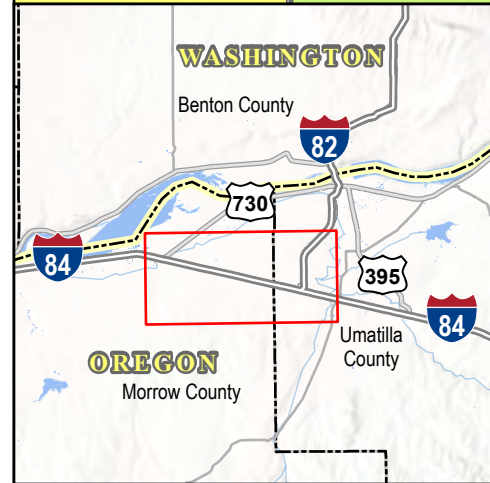 WASHINGTON
Benton County
82
730
84
395
84
Umatilla
County
OREGON
Morrow County